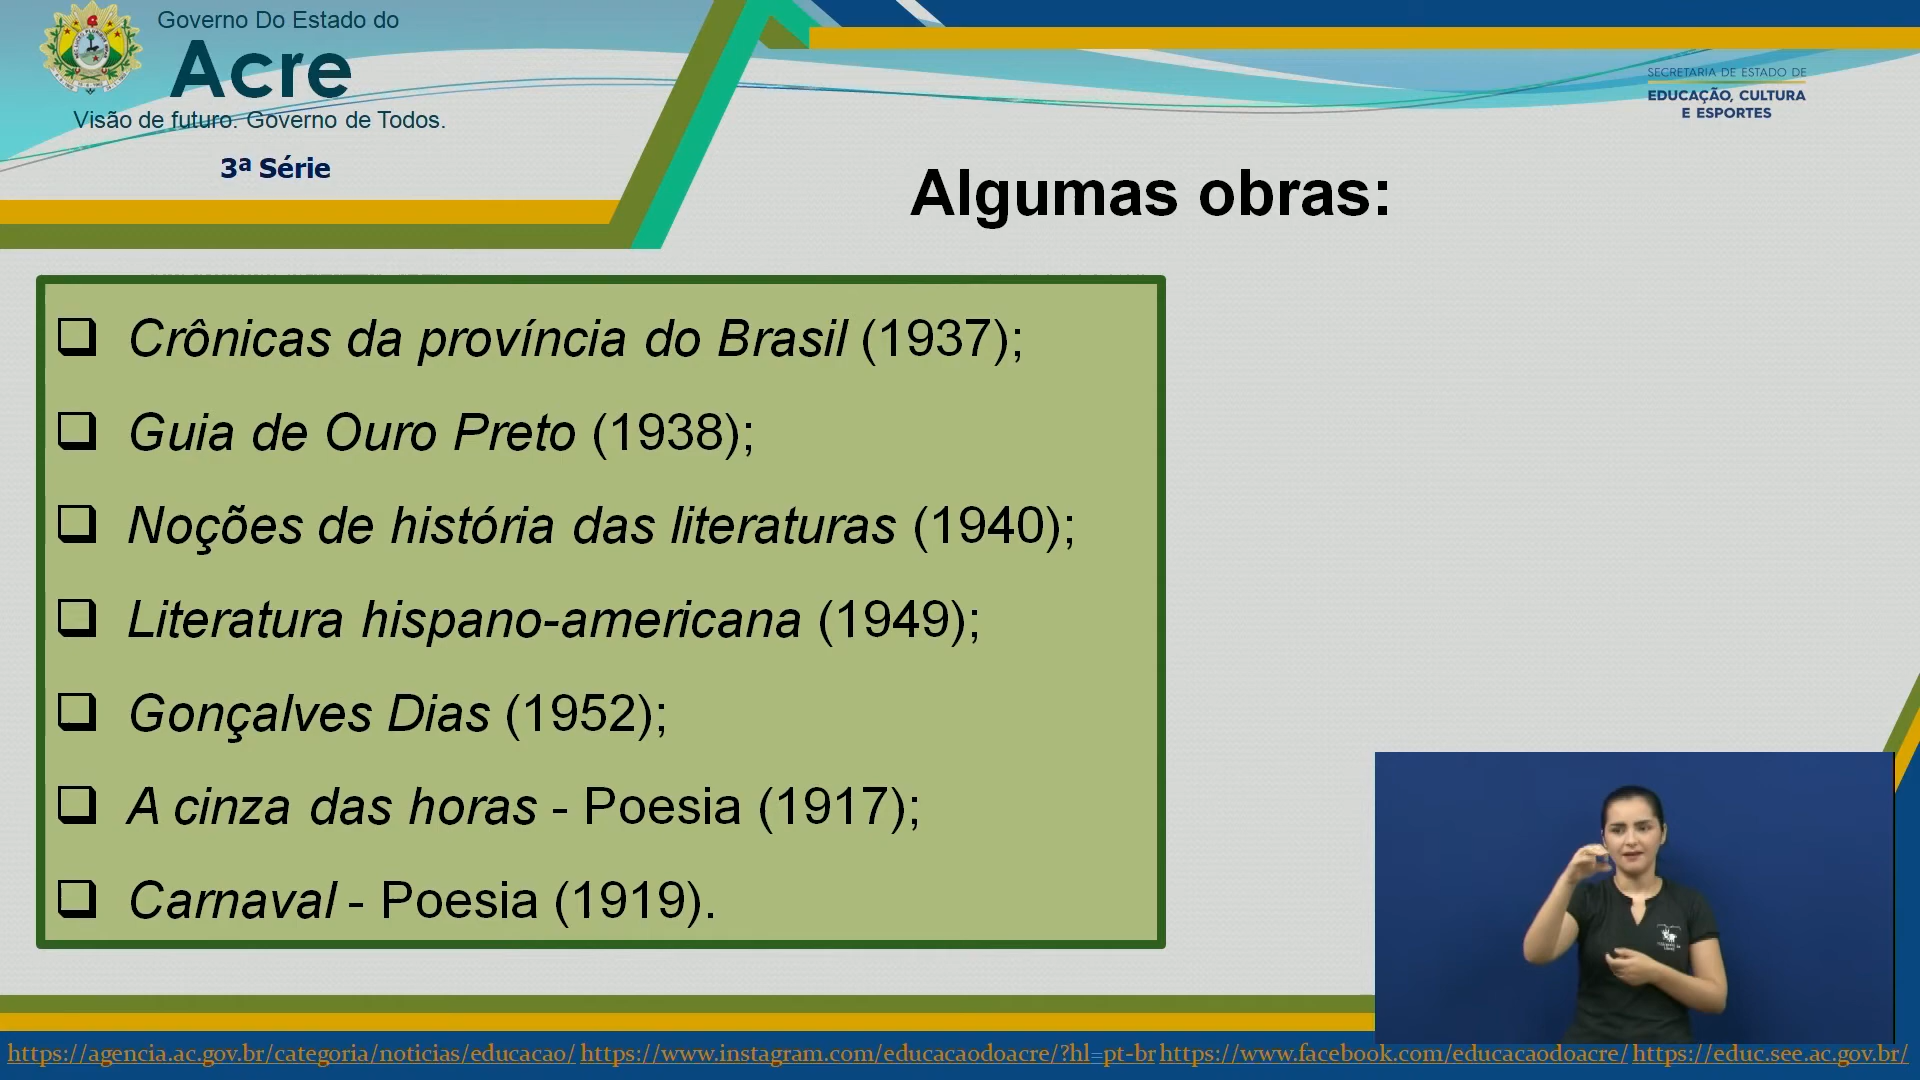 Governo Do Estado do
Acre
Visão de futuro. Governo de Todos.
3ª Série
SECRETARIA DE ESTADO DE
EDUCAÇÃO, CULTURA
E ESPORTES
Algumas obras:
Crônicas da província do Brasil (1937);
Guia de Ouro Preto (1938);
Noções de história das literaturas (1940);
Literatura hispano-americana (1949);
Gonçalves Dias (1952);
A cinza das horas - Poesia (1917);
Carnaval - Poesia (1919).
https://agencia.ac.gov.br/categoria/noticias/educacao/ https://www.instagram.com/educacaodoacre/?hl=pt-br https://www.facebook.com/educacaodoacre/ https://educ.see.ac.gov.br/